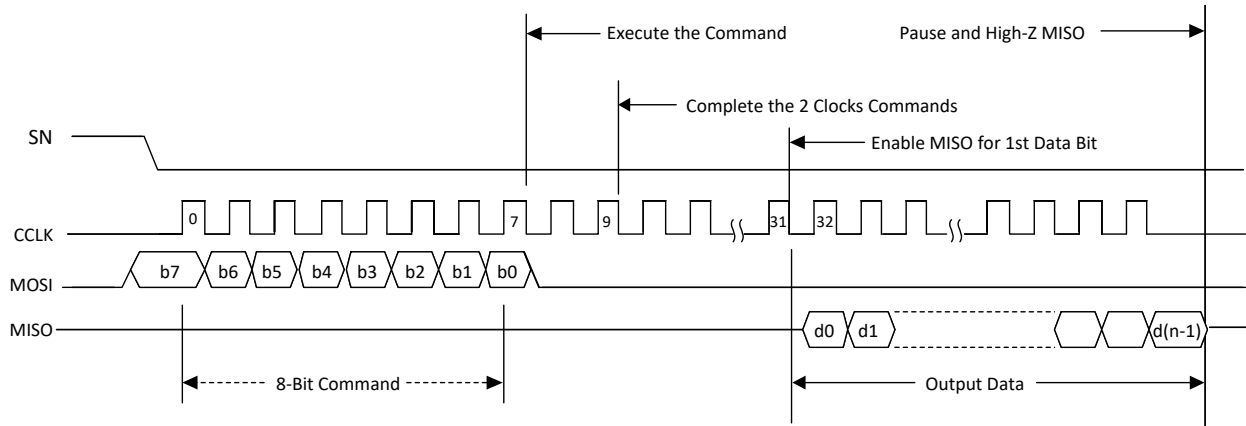 Execute the Command
Pause and High-Z MISO
Complete the 2 Clocks Commands
SN
Enable MISO for 1st Data Bit
0
7
9
31
32
CCLK
b7
b6
b5
b4
b3
b2
b1
b0
MOSI
MISO
d0
d1
d(n-1)
8-Bit Command
Output Data